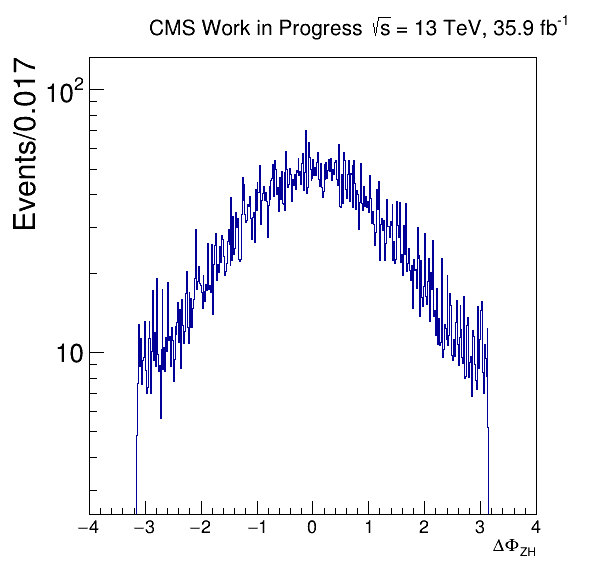 CMS Work in Progress √s = 13 TeV, 35.9 fb⁻¹
Events/0.017
10²
10
−4 −3 −2 −1 0 1 2 3 4
ΔΦ_ZH